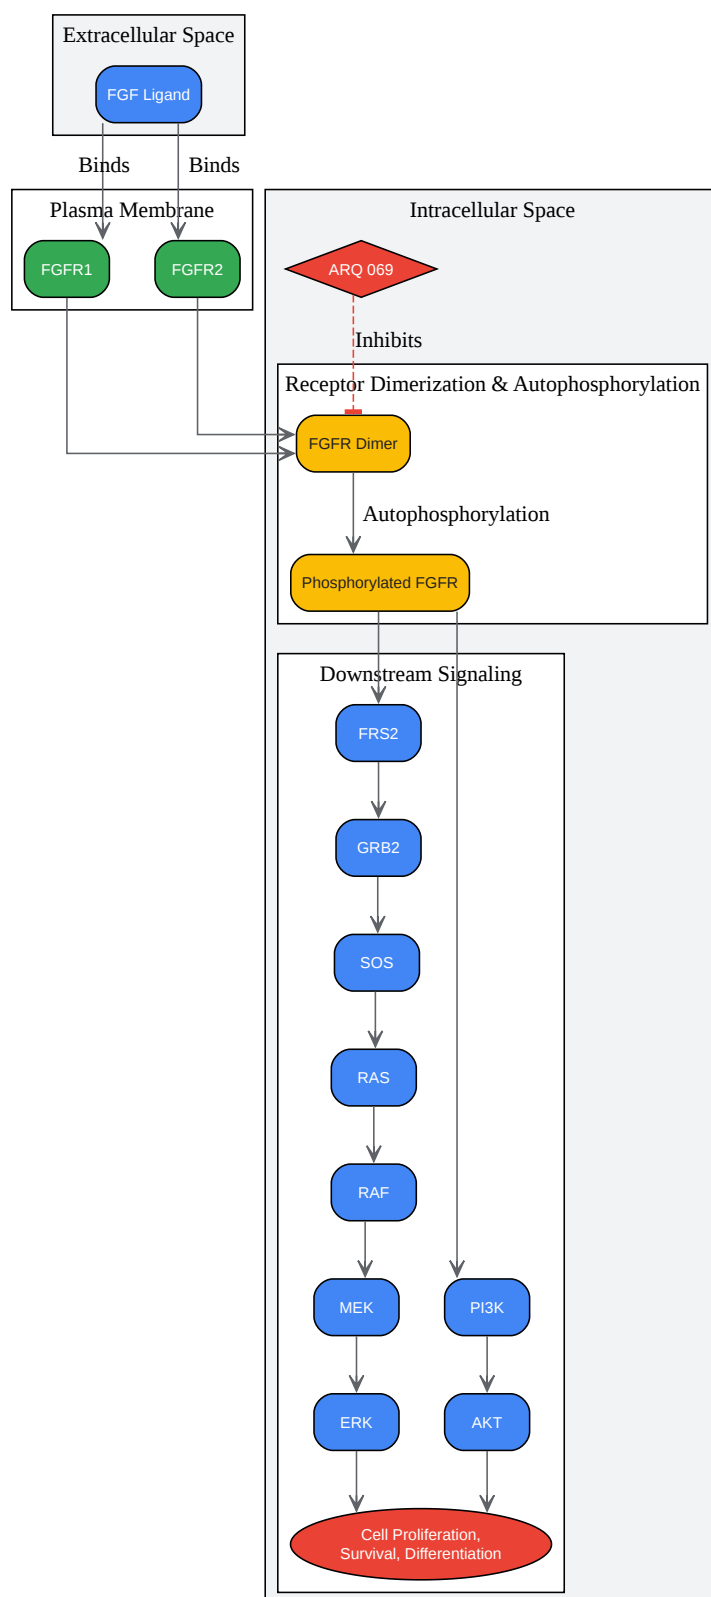 Extracellular Space
FGF Ligand
Binds
Binds
Plasma Membrane
FGFR1
FGFR2
Intracellular Space
ARQ 069
Inhibits
Receptor Dimerization & Autophosphorylation
FGFR Dimer
Autophosphorylation
Phosphorylated FGFR
Downstream Signaling
FRS2
GRB2
SOS
RAS
RAF
MEK
PI3K
ERK
AKT
Cell Proliferation,
Survival, Differentiation